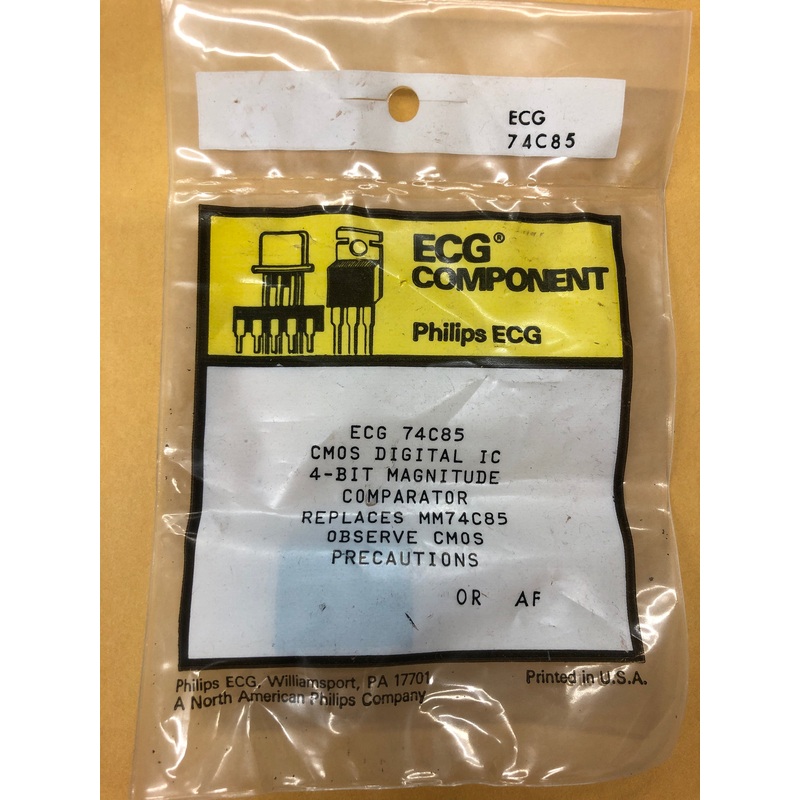 ECG
74C85
ECG®
COMPONENT
Philips ECG
ECG 74C85
CMOS DIGITAL IC
4-BIT MAGNITUDE
COMPARATOR
REPLACES MM74C85
OBSERVE CMOS
PRECAUTIONS
OR AF
Philips ECG, Williamsport, PA 17701
A North American Philips Company
Printed in U.S.A.